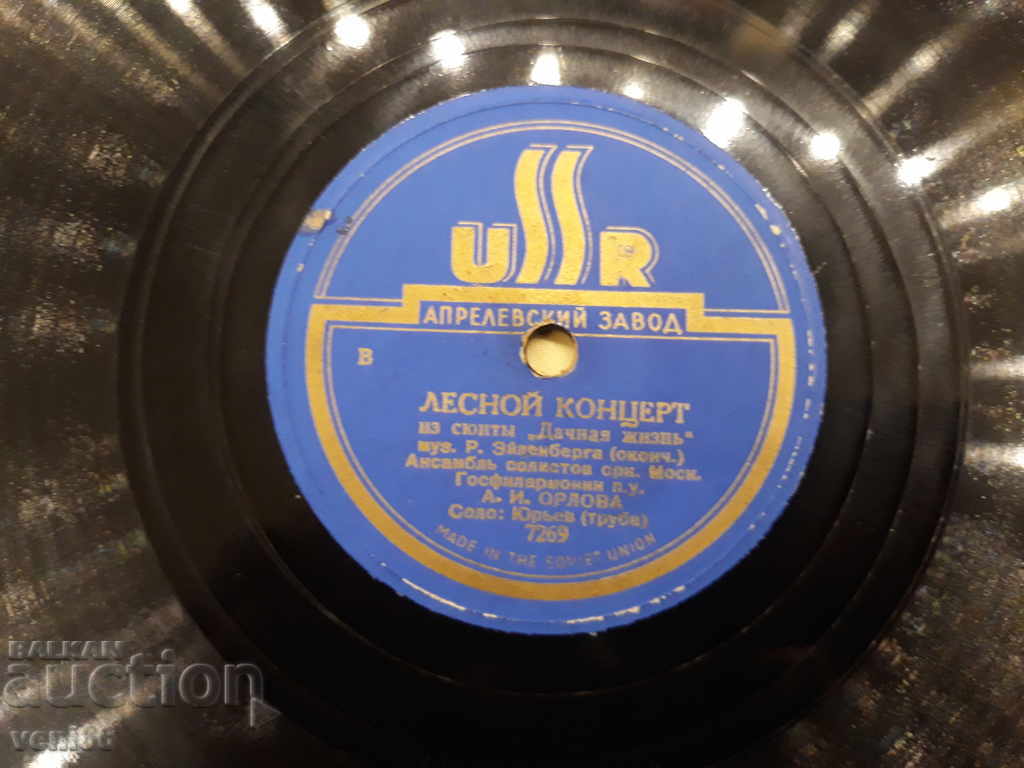 USSR
АПРЕЛЕВСКИЙ ЗАВОД
В
ЛЕСНОЙ КОНЦЕРТ
из сюиты „Дачная жизнь“
муз. Р. Эйленберга (оконч.)
Ансамбль солистов орк. Моск.
Госфилармонии п.у.
А. И. ОРЛОВА
Соло: Юрьев (труба)
7269
MADE IN THE SOVIET UNION
BALKAN
auction
veni86